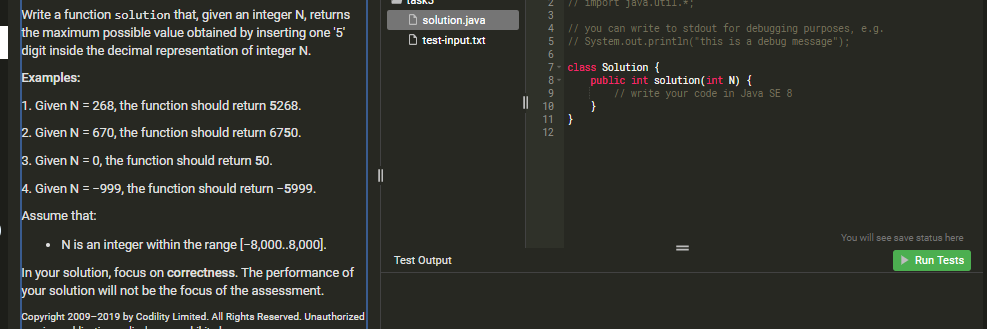 Write a function solution that, given an integer N, returns
the maximum possible value obtained by inserting one '5'
digit inside the decimal representation of integer N.
Examples:
1. Given N = 268, the function should return 5268.
2. Given N = 670, the function should return 6750.
3. Given N = 0, the function should return 50.
4. Given N = −999, the function should return −5999.
Assume that:
• N is an integer within the range [−8,000..8,000].
In your solution, focus on correctness. The performance of
your solution will not be the focus of the assessment.
Copyright 2009–2019 by Codility Limited. All Rights Reserved. Unauthorized
task3
solution.java
test-input.txt
2 // import java.util.*;
3
4 // you can write to stdout for debugging purposes, e.g.
5 // System.out.println("this is a debug message");
6
7 class Solution {
8 public int solution(int N) {
9 // write your code in Java SE 8
10 }
11 }
12
You will see save status here
Test Output
Run Tests